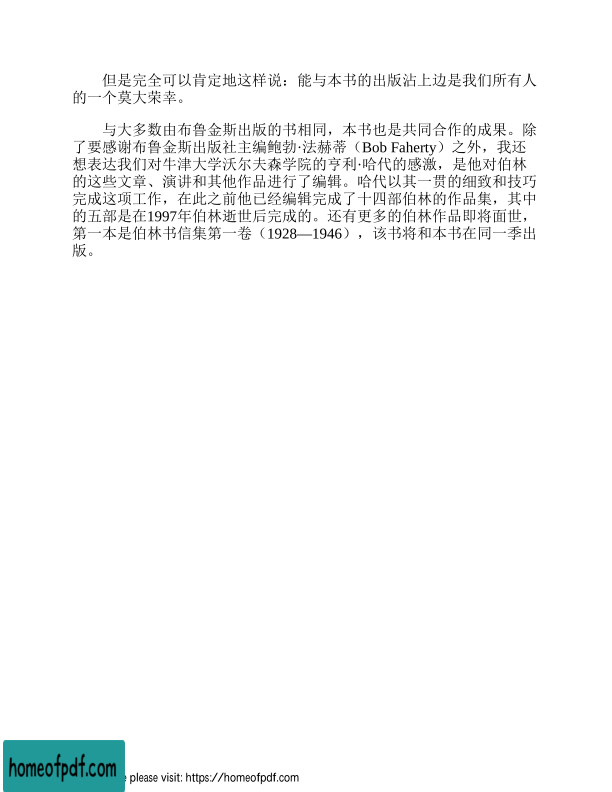 但是完全可以肯定地这样说：能与本书的出版沾上边是我们所有人
的一个莫大荣幸。
与大多数由布鲁金斯出版的书相同，本书也是共同合作的成果。除
了要感谢布鲁金斯出版社主编鲍勃·法赫蒂（Bob Faherty）之外，我还
想表达我们对牛津大学沃尔夫森学院的亨利·哈代的感激，是他对伯林
的这些文章、演讲和其他作品进行了编辑。哈代以其一贯的细致和技巧
完成这项工作，在此之前他已经编辑完成了十四部伯林的作品集，其中
的五部是在1997年伯林逝世后完成的。还有更多的伯林作品即将面世，
第一本是伯林书信集第一卷（1928—1946），该书将和本书在同一季出
版。
homeofpdf.com
e please visit: https://homeofpdf.com